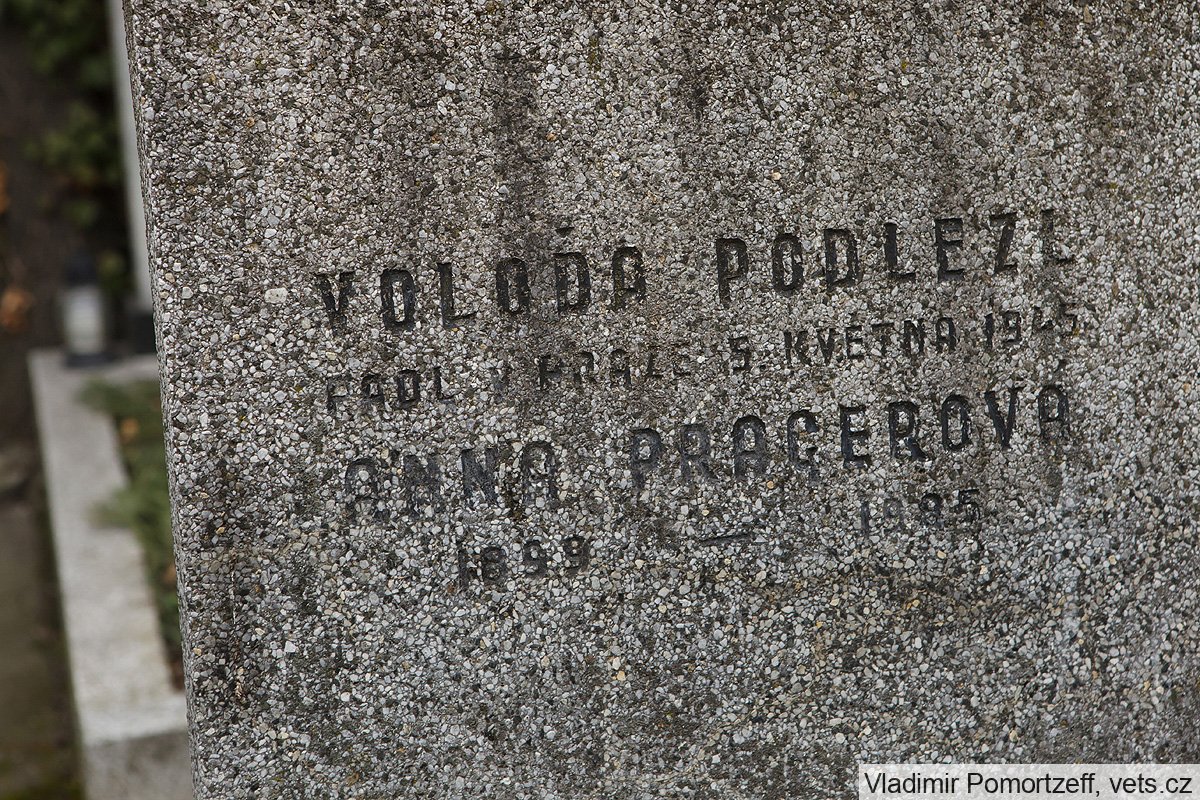 VOLOĎA PODLEZL
PADL V PRAZE 5. KVĚTNA 1945
ANNA PRAGEROVÁ
1899 — 1985
Vladimir Pomortzeff, vets.cz